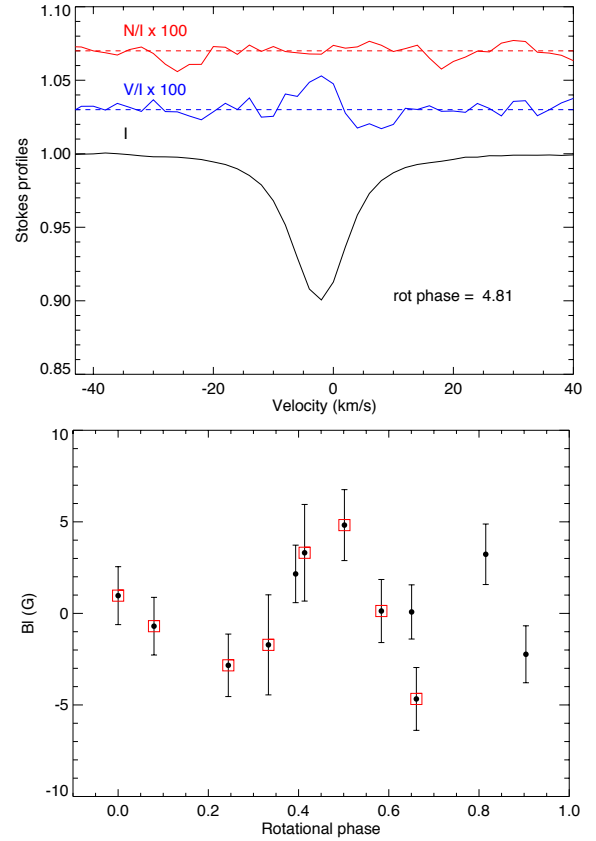 1.10
N/I x 100
1.05
V/I x 100
I
1.00
Stokes profiles
0.95
rot phase = 4.81
0.90
0.85
-40 -20 0 20 40
Velocity (km/s)
10
5
Bl (G)
0
-5
-10
0.0 0.2 0.4 0.6 0.8 1.0
Rotational phase